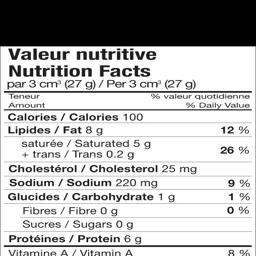 Valeur nutritive
Nutrition Facts
par 3 cm³ (27 g) / Per 3 cm³ (27 g)
Teneur % valeur quotidienne
Amount % Daily Value
Calories / Calories 100
Lipides / Fat 8 g 12 %
saturée / Saturated 5 g
+ trans / Trans 0.2 g 26 %
Cholestérol / Cholesterol 25 mg
Sodium / Sodium 220 mg 9 %
Glucides / Carbohydrate 1 g 1 %
Fibres / Fibre 0 g 0 %
Sucres / Sugars 0 g
Protéines / Protein 6 g
Vitamine A / Vitamin A 8 %